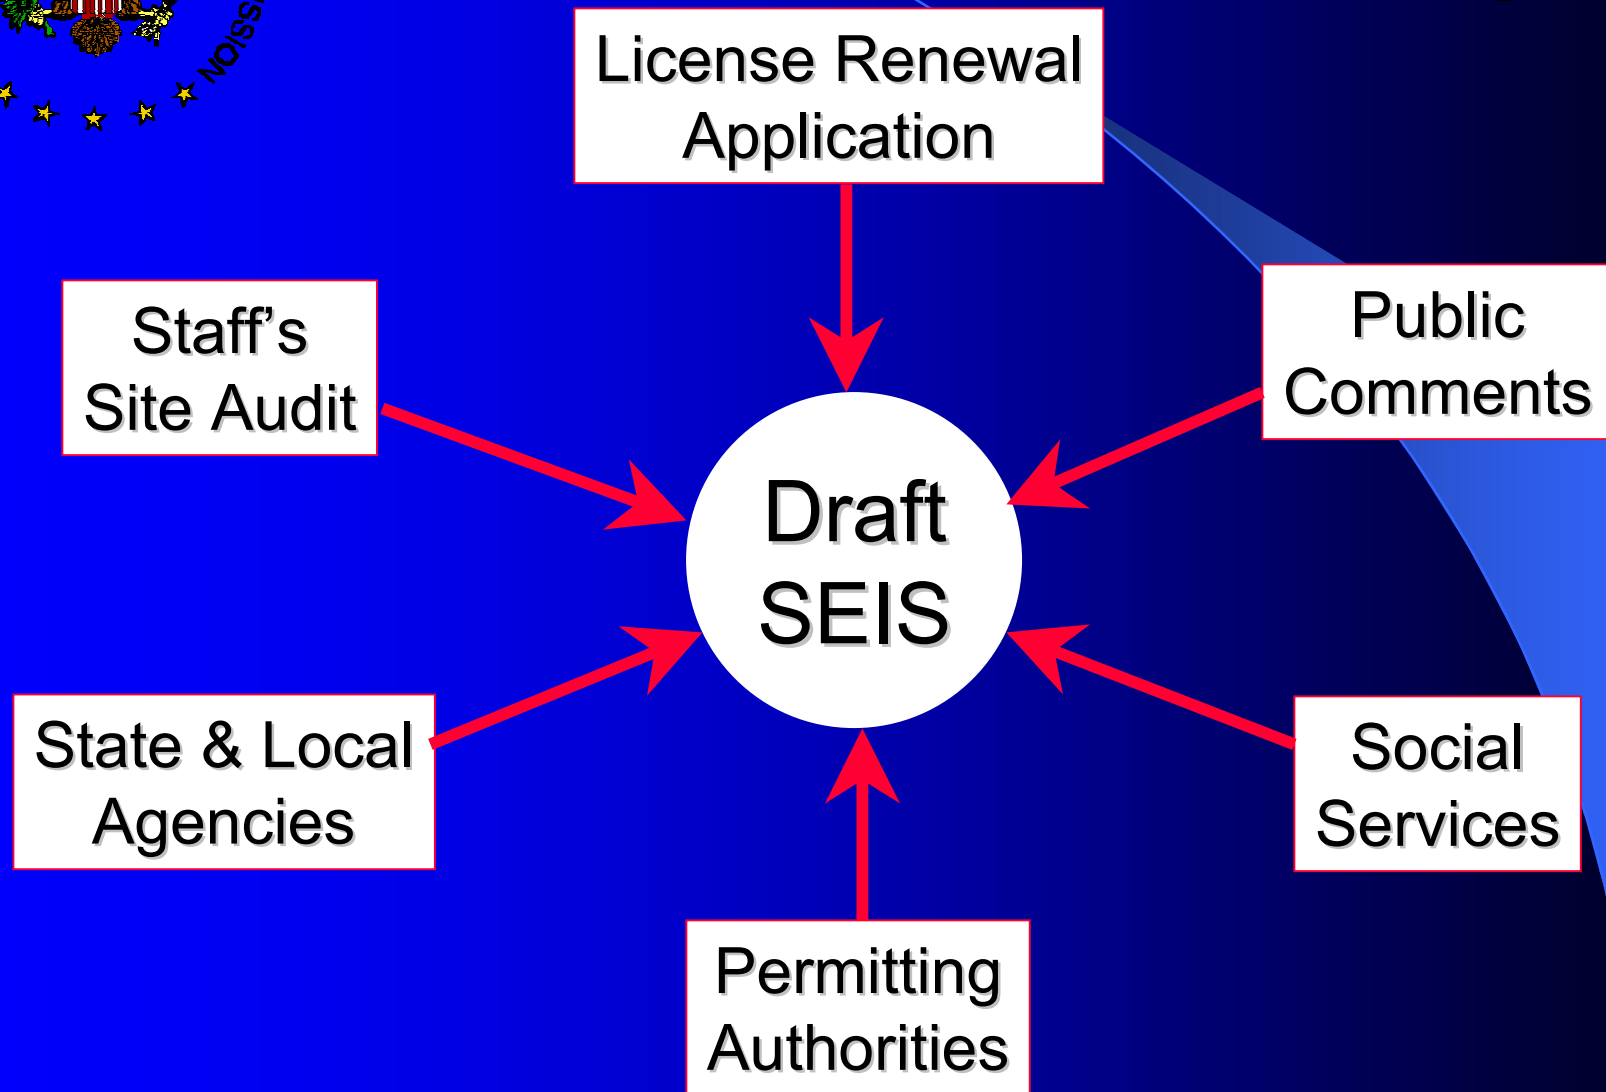 License Renewal
Application
Staff’s
Site Audit
Public
Comments
Draft
SEIS
State & Local
Agencies
Social
Services
Permitting
Authorities